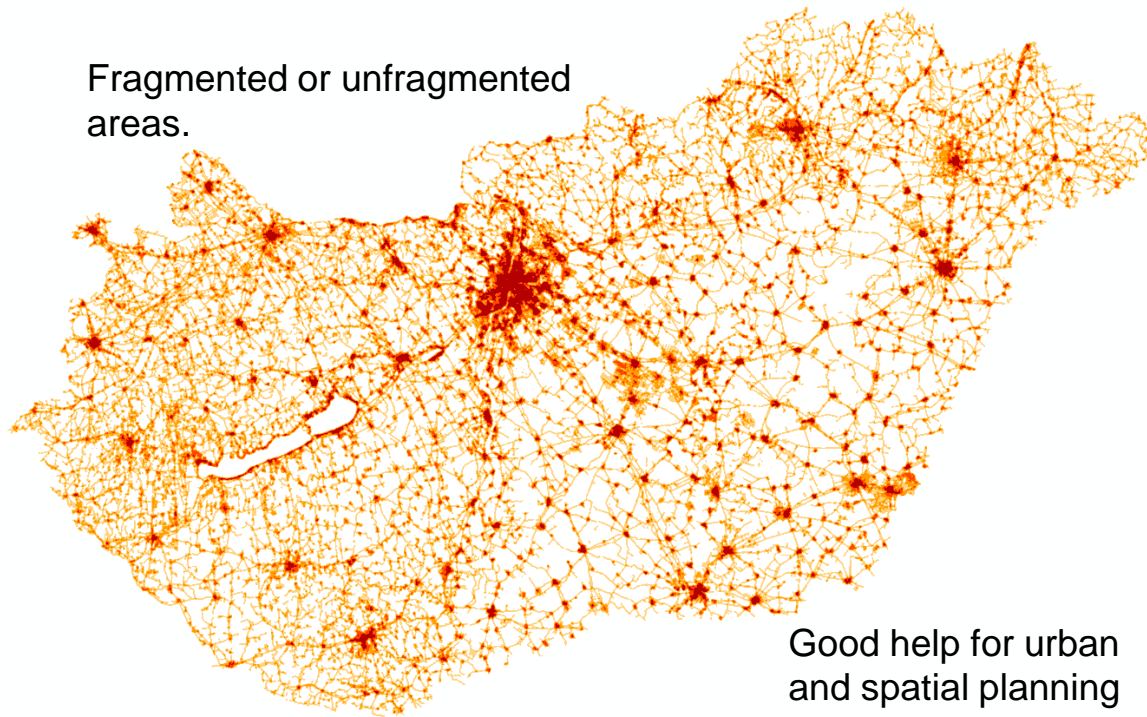 Fragmented or unfragmented
areas.
Good help for urban
and spatial planning